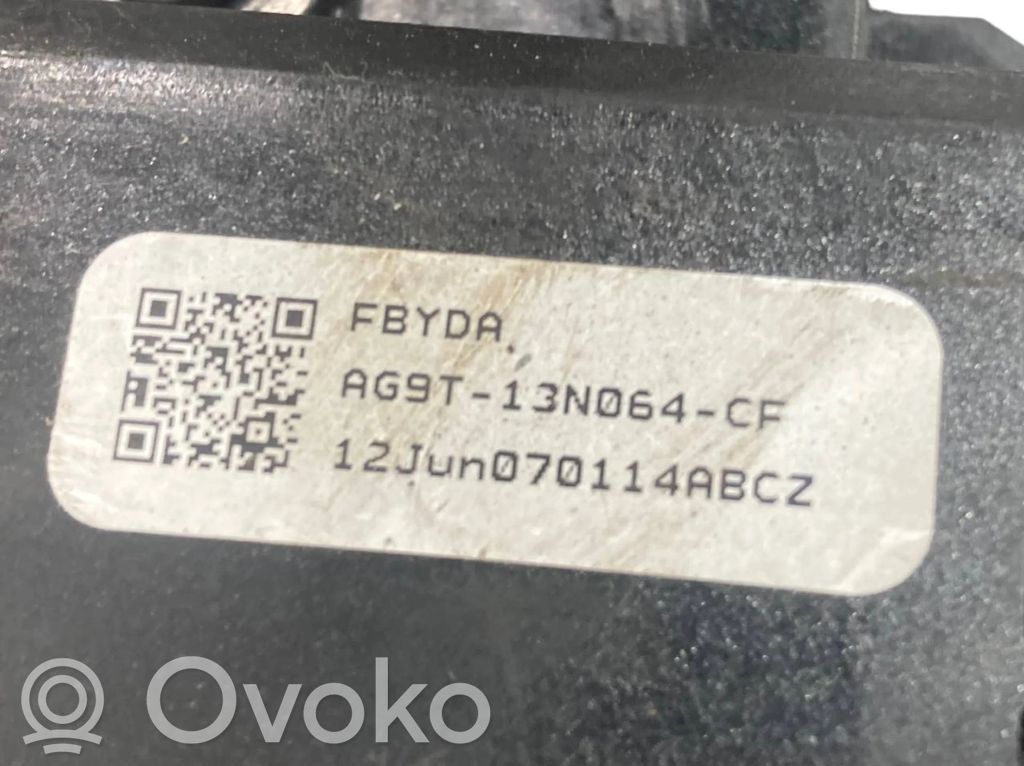 FBYDA
AG9T-13N064-CF
12Jun070114ABCZ
Ovoko